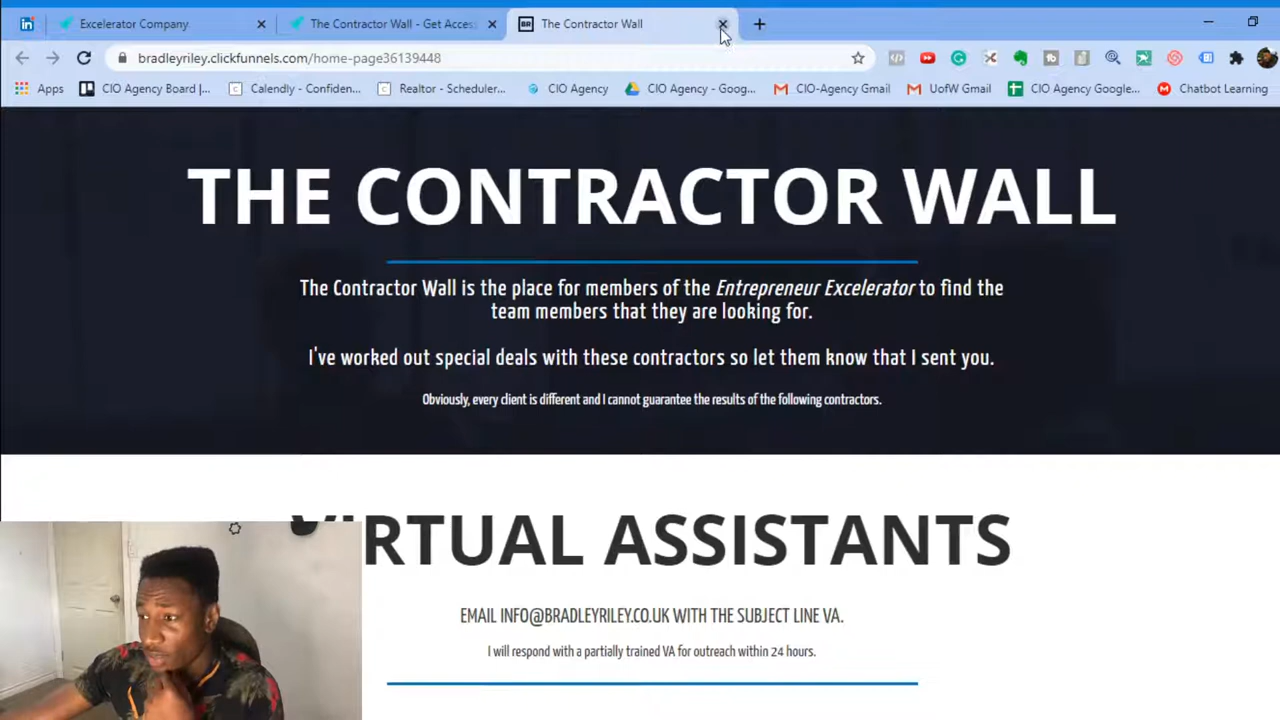 Excelerator Company
The Contractor Wall - Get Acces
The Contractor Wall
bradleyriley.clickfunnels.com/home-page36139448
Apps
CIO Agency Board |...
Calendly - Confiden...
Realtor - Scheduler...
CIO Agency
CIO Agency - Goog...
CIO-Agency Gmail
UofW Gmail
CIO Agency Google...
Chatbot Learning
THE CONTRACTOR WALL
The Contractor Wall is the place for members of the Entrepreneur Excelerator to find the
team members that they are looking for.
I've worked out special deals with these contractors so let them know that I sent you.
Obviously, every client is different and I cannot guarantee the results of the following contractors.
VIRTUAL ASSISTANTS
EMAIL INFO@BRADLEYRILEY.CO.UK WITH THE SUBJECT LINE VA.
I will respond with a partially trained VA for outreach within 24 hours.